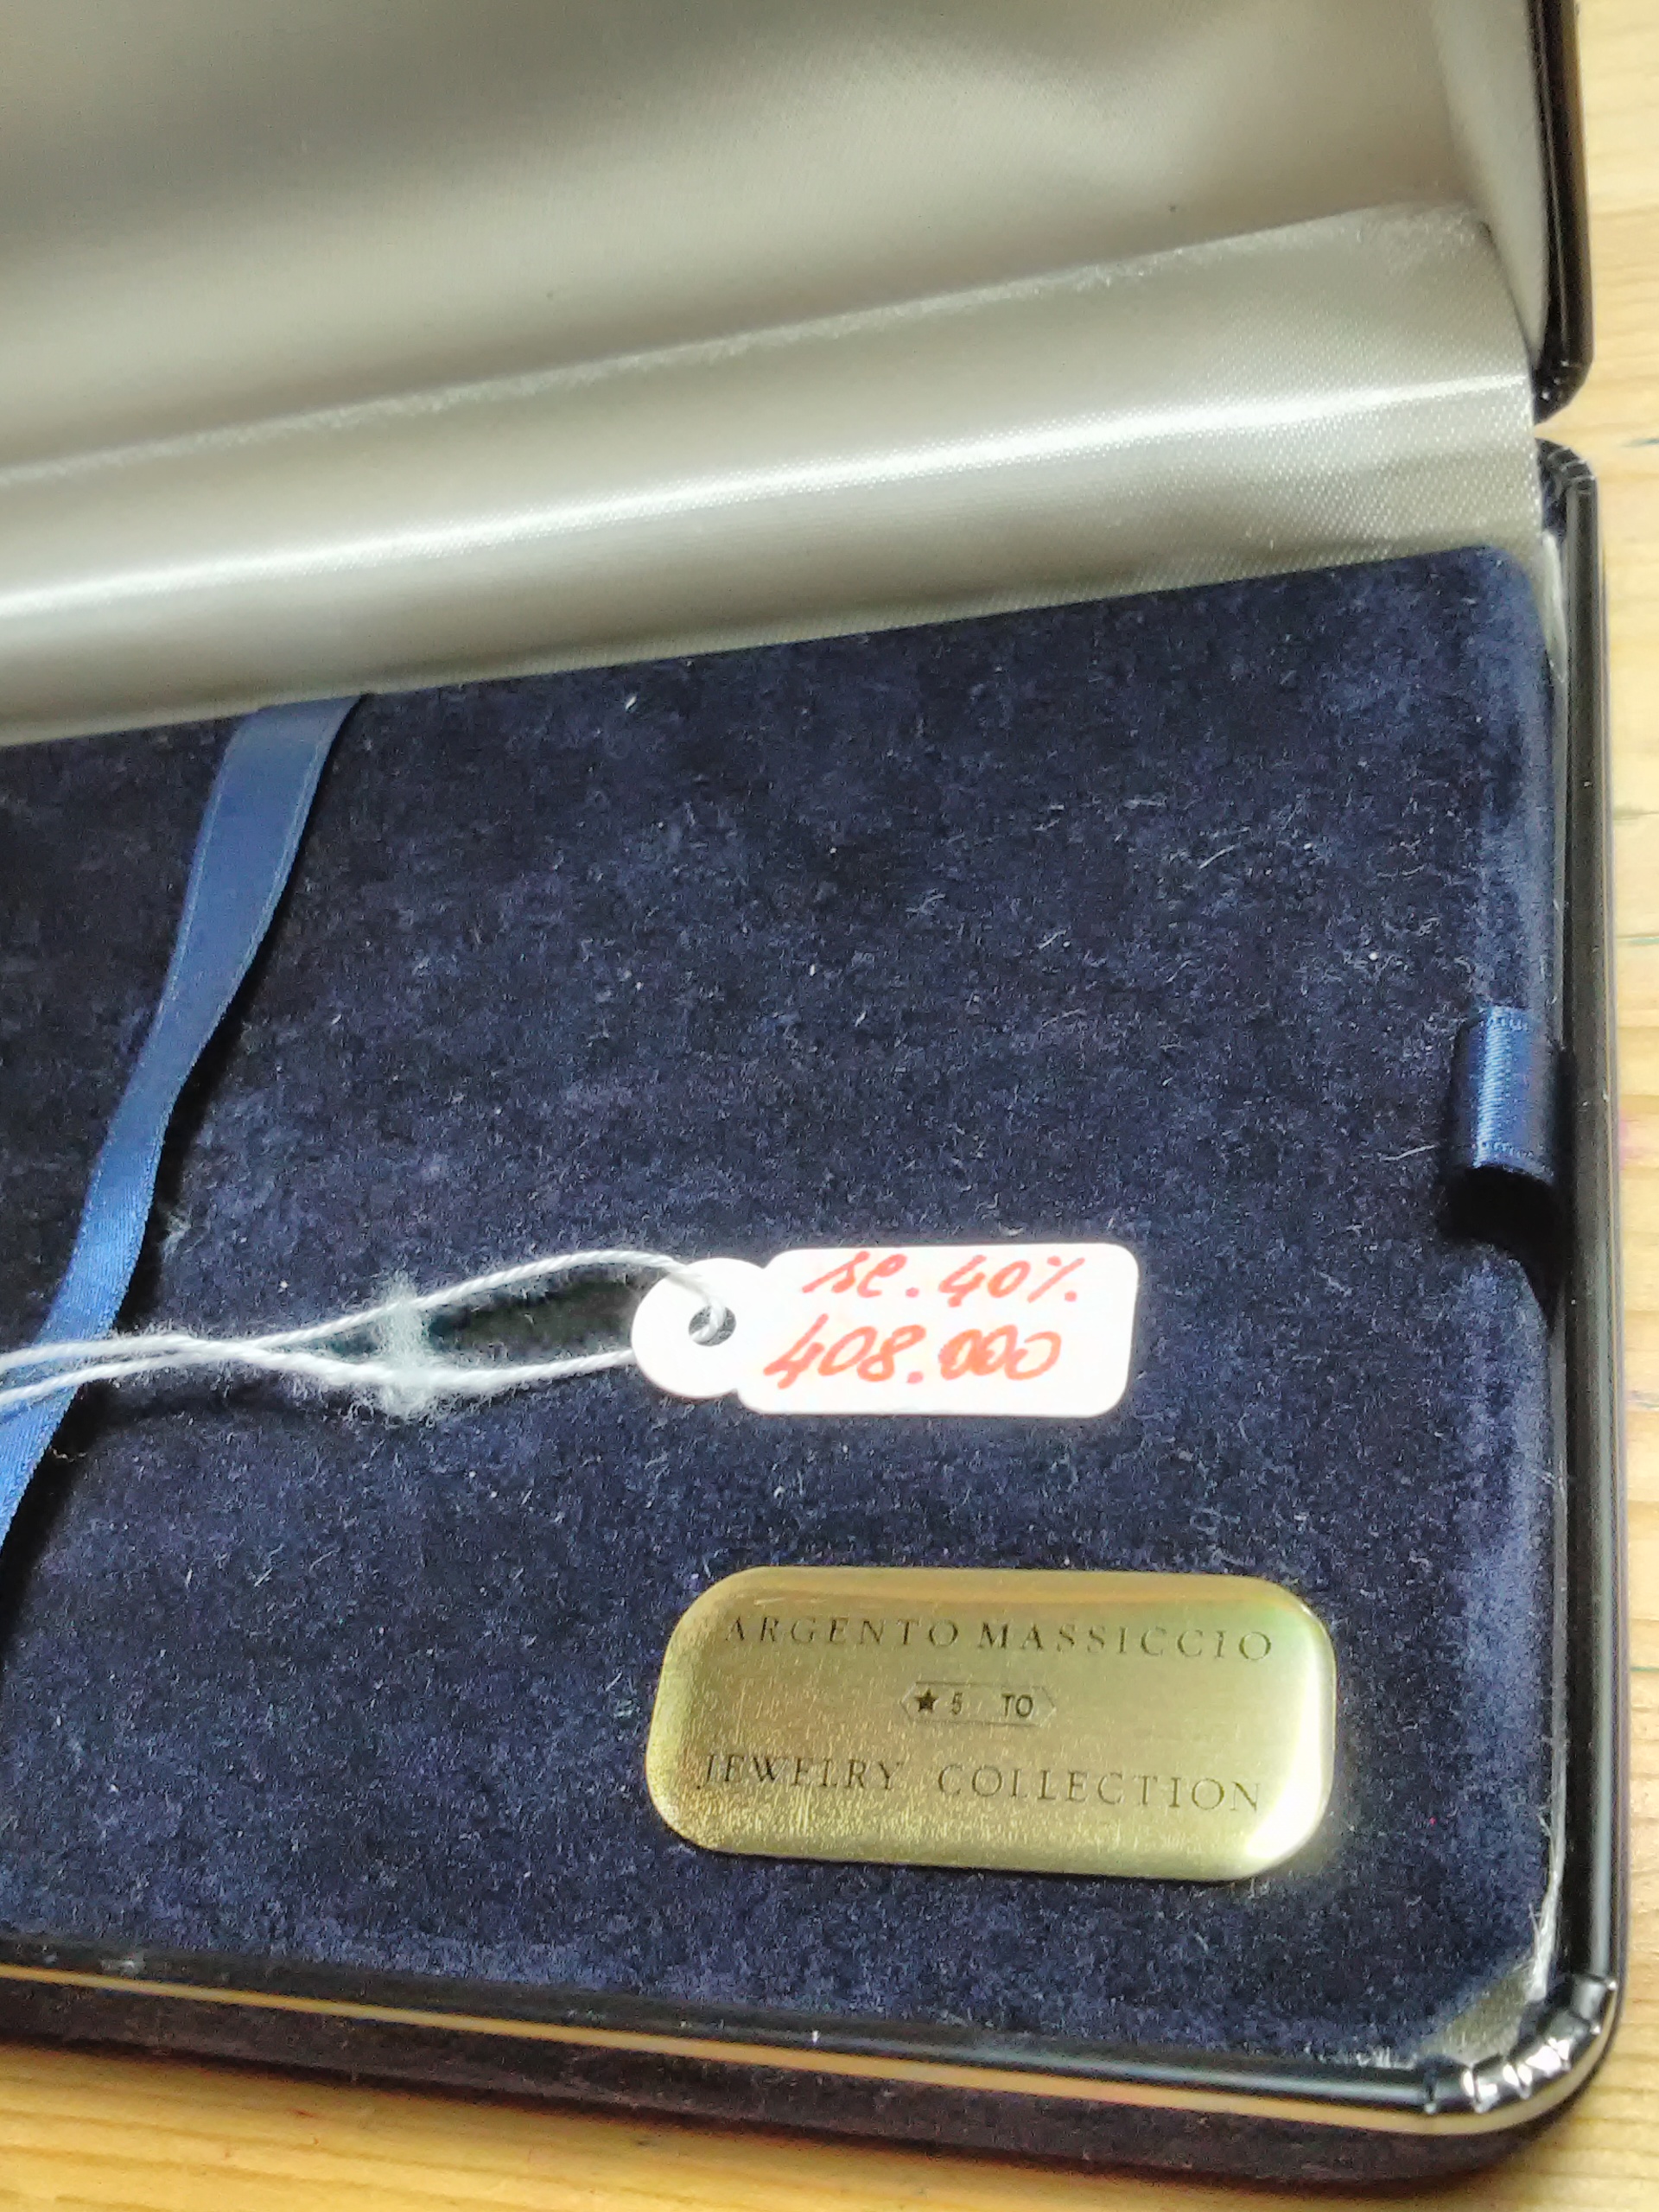 sc. 40%
408.000
ARGENTO MASSICCIO
★ 5 TO
JEWELRY COLLECTION